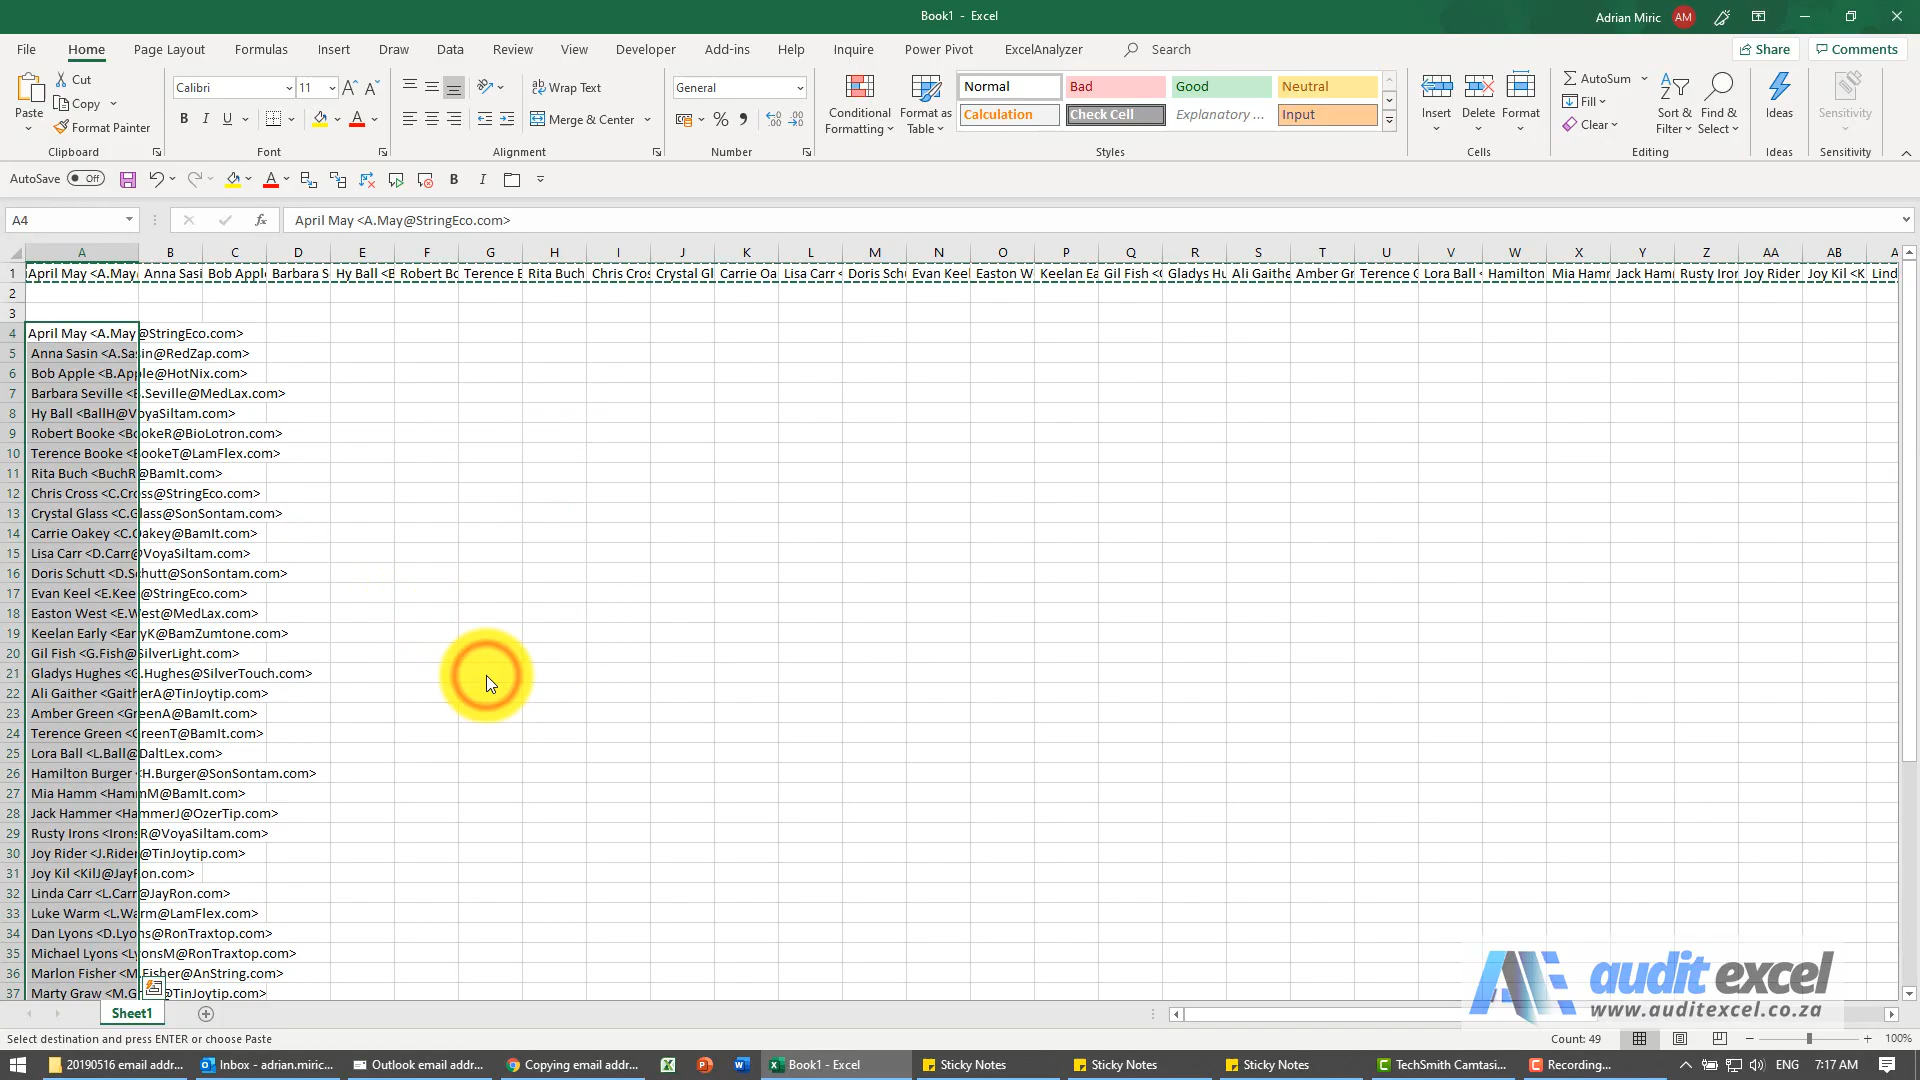 Book1 - Excel
Adrian Miric AM
File Home Page Layout Formulas Insert Draw Data Review View Developer Add-ins Help Inquire Power Pivot ExcelAnalyzer Search Share Comments
Paste Cut Copy Format Painter
Clipboard
Calibri 11
B I U
Font
Wrap Text
Merge & Center
Alignment
General
Number
Conditional Formatting
Format as Table
Normal Bad Good Neutral
Calculation Check Cell Explanatory ... Input
Styles
Insert Delete Format
Cells
AutoSum
Fill
Clear
Sort & Filter
Find & Select
Editing
Ideas
Ideas
Sensitivity
Sensitivity
AutoSave Off
B I
A4
fx
April May <A.May@StringEco.com>
A B C D E F G H I J K L M N O P Q R S T U V W X Y Z AA AB A
1 April May <A.May Anna Sasi Bob Apple Barbara S Hy Ball <B Robert Bo Terence B Rita Buch Chris Cros Crystal Gl Carrie Oa Lisa Carr < Doris Schu Evan Keel Easton W Keelan Ea Gil Fish <G Gladys Hu Ali Gaithe Amber Gr Terence G Lora Ball < Hamilton Mia Hamr Jack Ham Rusty Iror Joy Rider Joy Kil <K Lind
2
3
4 April May <A.May@StringEco.com>
5 Anna Sasin <A.Sasin@RedZap.com>
6 Bob Apple <B.Apple@HotNix.com>
7 Barbara Seville <B.Seville@MedLax.com>
8 Hy Ball <BallH@VoyaSiltam.com>
9 Robert Booke <BookeR@BioLotron.com>
10 Terence Booke <BookeT@LamFlex.com>
11 Rita Buch <BuchR@BamIt.com>
12 Chris Cross <C.Cross@StringEco.com>
13 Crystal Glass <C.Glass@SonSontam.com>
14 Carrie Oakey <C.Oakey@BamIt.com>
15 Lisa Carr <D.Carr@VoyaSiltam.com>
16 Doris Schutt <D.Schutt@SonSontam.com>
17 Evan Keel <E.Keel@StringEco.com>
18 Easton West <E.West@MedLax.com>
19 Keelan Early <EarlyK@BamZumtone.com>
20 Gil Fish <G.Fish@SilverLight.com>
21 Gladys Hughes <G.Hughes@SilverTouch.com>
22 Ali Gaither <GaitherA@TinJoytip.com>
23 Amber Green <GreenA@BamIt.com>
24 Terence Green <GreenT@BamIt.com>
25 Lora Ball <L.Ball@DaltLex.com>
26 Hamilton Burger <H.Burger@SonSontam.com>
27 Mia Hamm <HammM@BamIt.com>
28 Jack Hammer <HammerJ@OzerTip.com>
29 Rusty Irons <IronsR@VoyaSiltam.com>
30 Joy Rider <J.Rider@TinJoytip.com>
31 Joy Kil <KilJ@JayRon.com>
32 Linda Carr <L.Carr@JayRon.com>
33 Luke Warm <L.Warm@LamFlex.com>
34 Dan Lyons <D.Lyons@RonTraxtop.com>
35 Michael Lyons <LyonsM@RonTraxtop.com>
36 Marlon Fisher <M.Fisher@AnString.com>
37 Marty Graw <M.G @TinJoytip.com>
audit excel
www.auditexcel.co.za
Sheet1
Select destination and press ENTER or choose Paste
Count: 49
100%
20190516 email addr... Inbox - adrian.miric... Outlook email addr... Copying email addr... Book1 - Excel Sticky Notes Sticky Notes Sticky Notes TechSmith Camtasi... Recording... ENG 7:17 AM